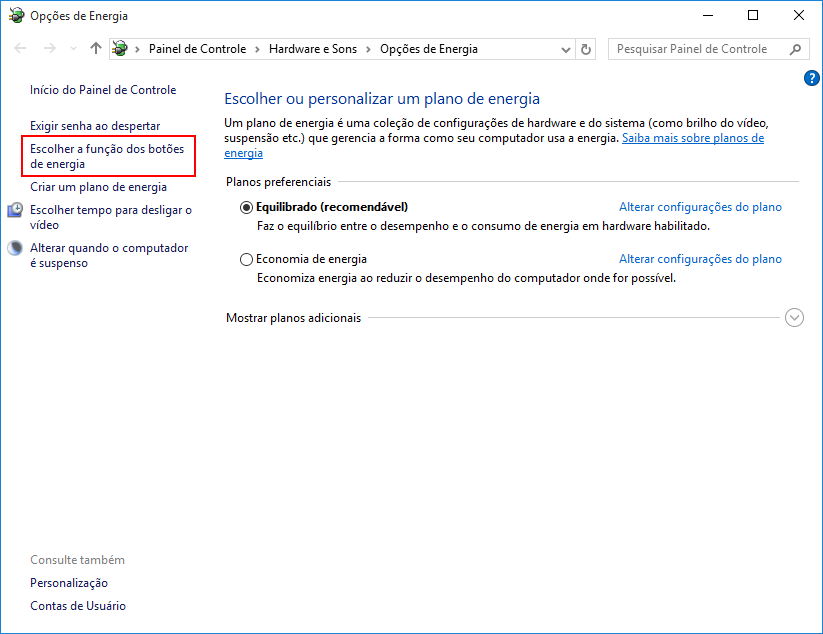 Opções de Energia
Painel de Controle > Hardware e Sons > Opções de Energia
Pesquisar Painel de Controle
?
Início do Painel de Controle
Exigir senha ao despertar
Escolher a função dos botões
de energia
Criar um plano de energia
Escolher tempo para desligar o
vídeo
Alterar quando o computador
é suspenso
Escolher ou personalizar um plano de energia
Um plano de energia é uma coleção de configurações de hardware e do sistema (como brilho do vídeo,
suspensão etc.) que gerencia a forma como seu computador usa a energia. Saiba mais sobre planos de
energia
Planos preferenciais
Equilibrado (recomendável)
Alterar configurações do plano
Faz o equilíbrio entre o desempenho e o consumo de energia em hardware habilitado.
Economia de energia
Alterar configurações do plano
Economiza energia ao reduzir o desempenho do computador onde for possível.
Mostrar planos adicionais
Consulte também
Personalização
Contas de Usuário